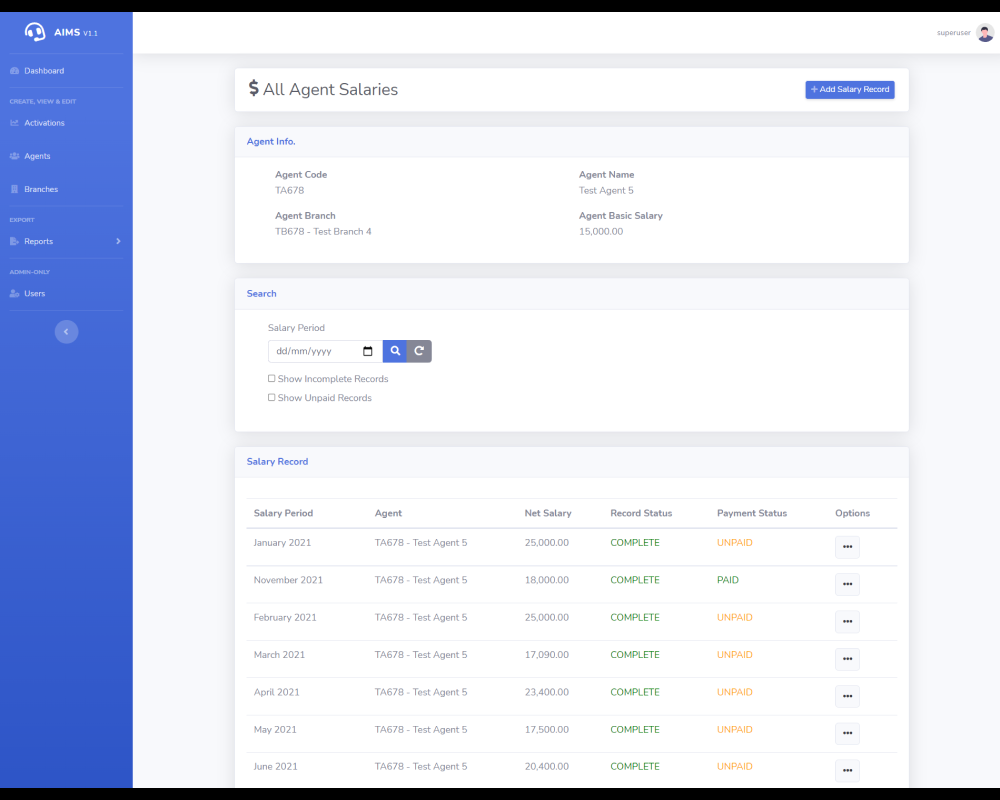 AIMS V1.1
superuser
Dashboard
CREATE, VIEW & EDIT
Activations
Agents
Branches
EXPORT
Reports
ADMIN-ONLY
Users
All Agent Salaries
+ Add Salary Record
Agent Info.
Agent Code
TA678
Agent Name
Test Agent 5
Agent Branch
TB678 - Test Branch 4
Agent Basic Salary
15,000.00
Search
Salary Period
dd/mm/yyyy
Show Incomplete Records
Show Unpaid Records
Salary Record
Salary Period Agent Net Salary Record Status Payment Status Options
January 2021 TA678 - Test Agent 5 25,000.00 COMPLETE UNPAID
November 2021 TA678 - Test Agent 5 18,000.00 COMPLETE PAID
February 2021 TA678 - Test Agent 5 25,000.00 COMPLETE UNPAID
March 2021 TA678 - Test Agent 5 17,090.00 COMPLETE UNPAID
April 2021 TA678 - Test Agent 5 23,400.00 COMPLETE UNPAID
May 2021 TA678 - Test Agent 5 17,500.00 COMPLETE UNPAID
June 2021 TA678 - Test Agent 5 20,400.00 COMPLETE UNPAID